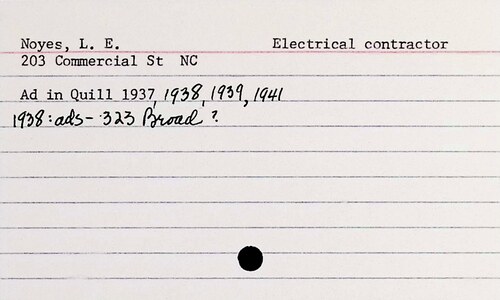 Noyes, L. E. Electrical contractor
203 Commercial St NC
Ad in Quill 1937, 1938, 1939, 1941
1938: ads- 323 Broad ?